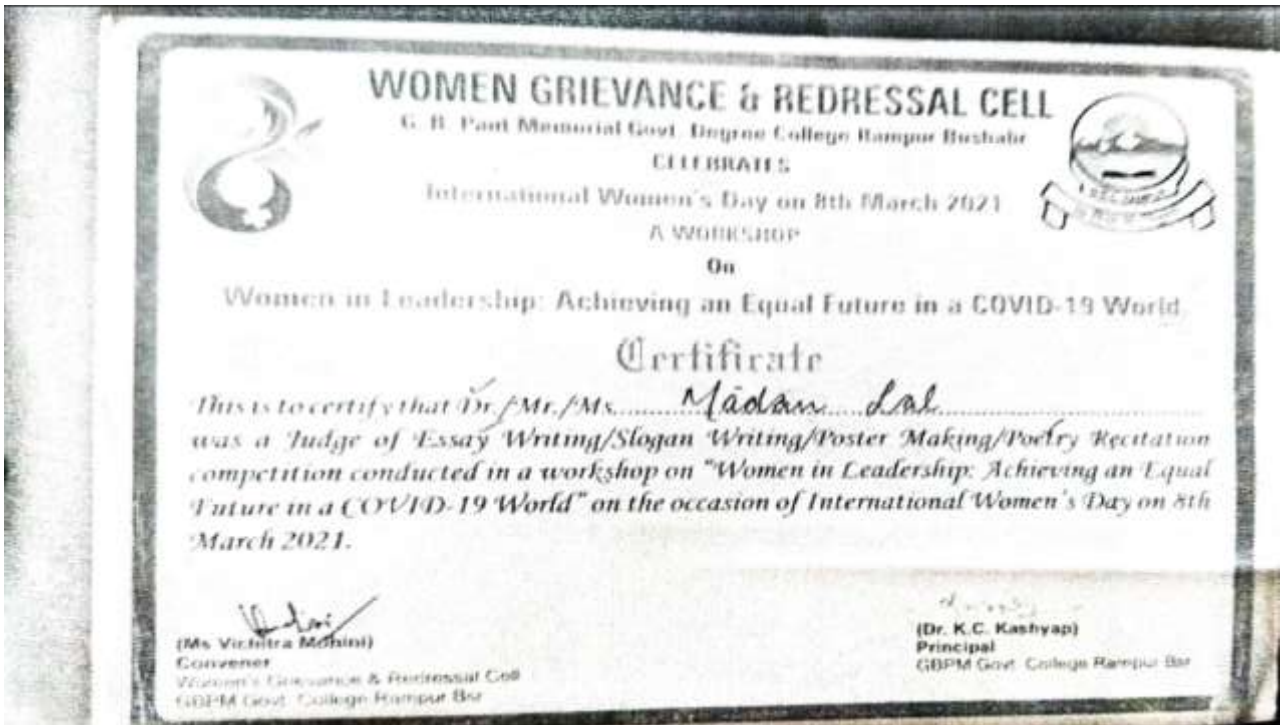 WOMEN GRIEVANCE & REDRESSAL CELL
G. B. Pant Memorial Govt. Degree College Rampur Bushahr
CELEBRATES
International Women's Day on 8th March 2021
A WORKSHOP
On
Women in Leadership: Achieving an Equal Future in a COVID-19 World
Certificate
This is to certify that Dr./Mr./Ms. Madan Lal
was a Judge of Essay Writing/Slogan Writing/Poster Making/Poetry Recitation
competition conducted in a workshop on "Women in Leadership: Achieving an Equal
Future in a COVID-19 World" on the occasion of International Women's Day on 8th
March 2021.
(Ms Vichitra Mohini)
Convener
Women's Grievance & Redressal Cell
GBPM Govt. College Rampur Bsr
(Dr. K.C. Kashyap)
Principal
GBPM Govt. College Rampur Bsr